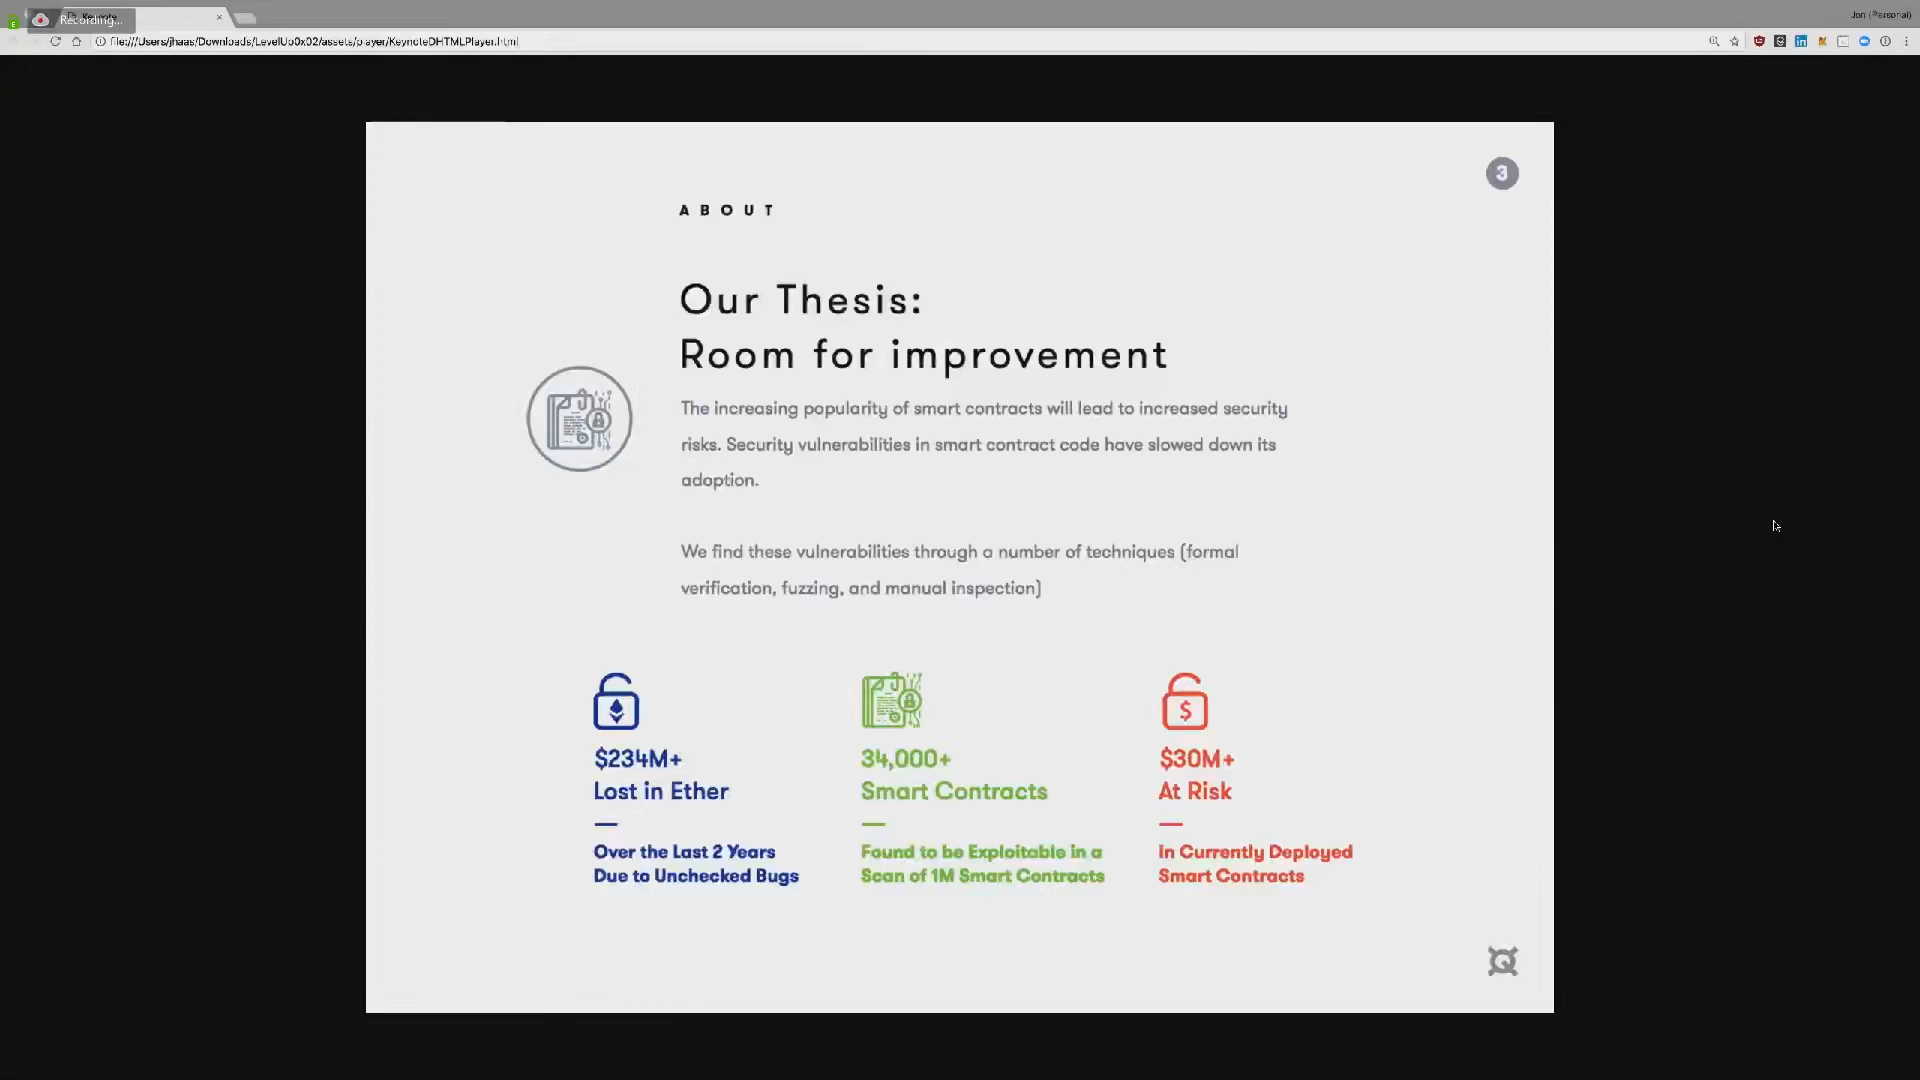 Recording...
Jon (Personal)
file:///Users/jhaas/Downloads/LevelUp0x02/assets/player/KeynoteDHTMLPlayer.html
3
ABOUT
Our Thesis:
Room for improvement
The increasing popularity of smart contracts will lead to increased security
risks. Security vulnerabilities in smart contract code have slowed down its
adoption.
We find these vulnerabilities through a number of techniques (formal
verification, fuzzing, and manual inspection)
$234M+
Lost in Ether
Over the Last 2 Years
Due to Unchecked Bugs
34,000+
Smart Contracts
Found to be Exploitable in a
Scan of 1M Smart Contracts
$30M+
At Risk
in Currently Deployed
Smart Contracts